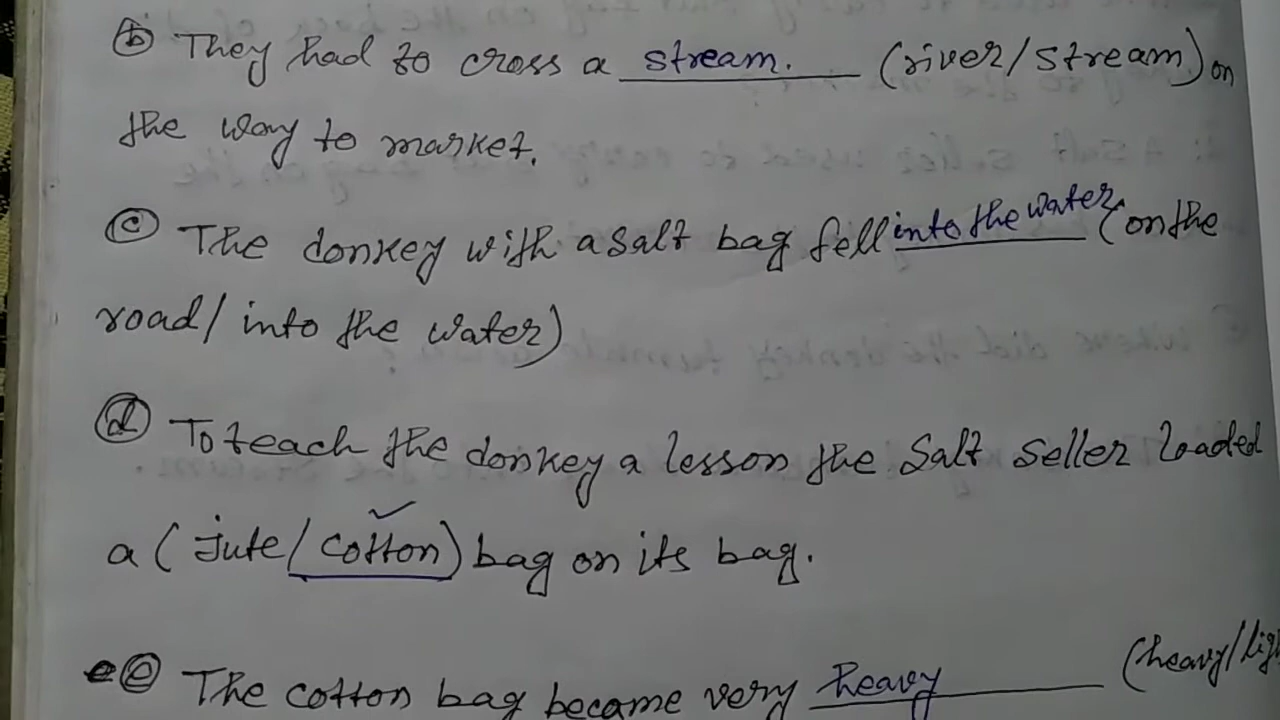 (b) They had to cross a stream. (river/stream) on
the way to market.
(c) The donkey with a salt bag fell into the water (on the
road/ into the water)
(d) To teach the donkey a lesson the Salt Seller loaded
a (jute/cotton) bag on its bag.
(e) The cotton bag became very heavy (heavy/lig